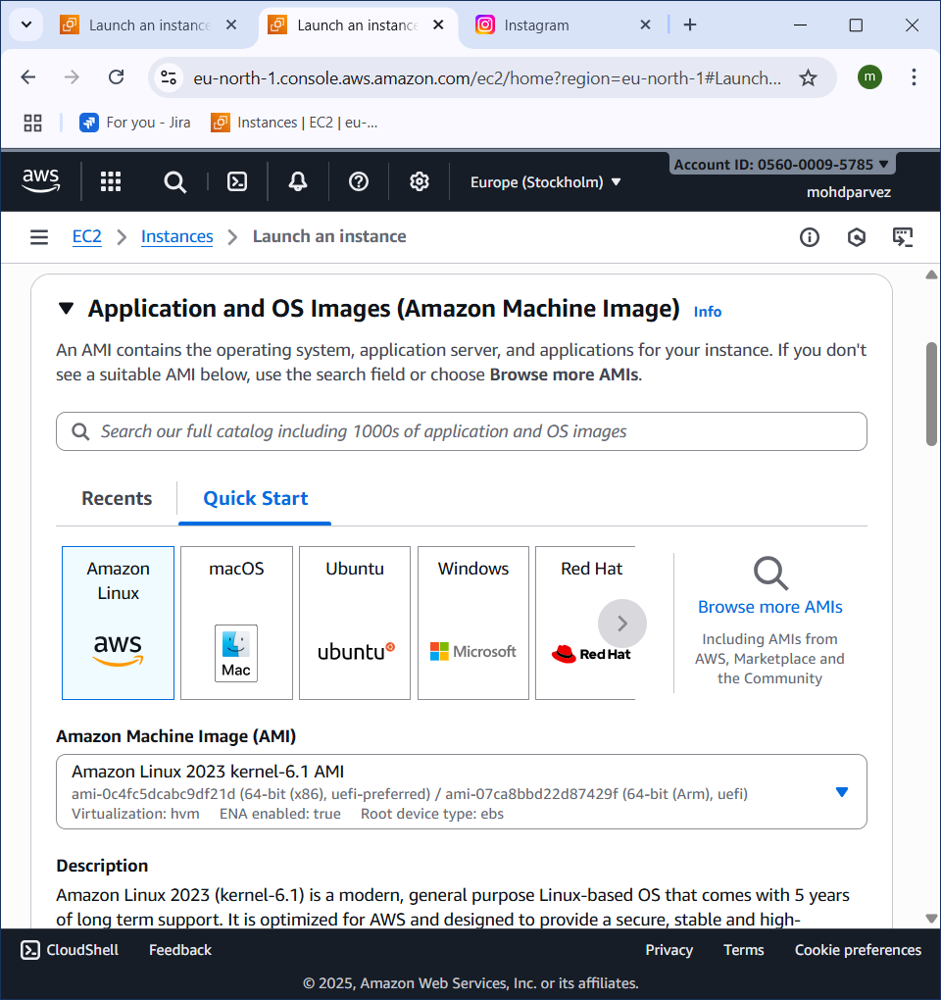 Launch an instance
Launch an instance
Instagram
eu-north-1.console.aws.amazon.com/ec2/home?region=eu-north-1#Launch...
m
For you - Jira
Instances | EC2 | eu-...
aws
Europe (Stockholm)
Account ID: 0560-0009-5785
mohdparvez
EC2
Instances
Launch an instance
Application and OS Images (Amazon Machine Image) Info
An AMI contains the operating system, application server, and applications for your instance. If you don't
see a suitable AMI below, use the search field or choose Browse more AMIs.
Search our full catalog including 1000s of application and OS images
Recents
Quick Start
Amazon
Linux
aws
macOS
Mac
Ubuntu
ubuntu
Windows
Microsoft
Red Hat
Red Hat
Browse more AMIs
Including AMIs from
AWS, Marketplace and
the Community
Amazon Machine Image (AMI)
Amazon Linux 2023 kernel-6.1 AMI
ami-0c4fc5dcabc9df21d (64-bit (x86), uefi-preferred) / ami-07ca8bbd22d87429f (64-bit (Arm), uefi)
Virtualization: hvm ENA enabled: true Root device type: ebs
Description
Amazon Linux 2023 (kernel-6.1) is a modern, general purpose Linux-based OS that comes with 5 years
of long term support. It is optimized for AWS and designed to provide a secure, stable and high-
CloudShell
Feedback
Privacy
Terms
Cookie preferences
© 2025, Amazon Web Services, Inc. or its affiliates.